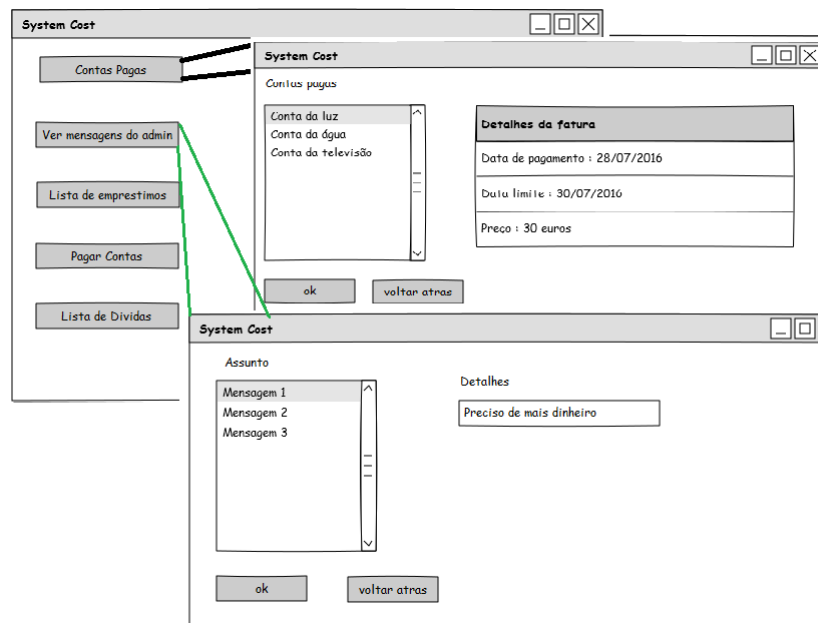 System Cost
Contas Pagas
Ver mensagens do admin
Lista de emprestimos
Pagar Contas
Lista de Dividas
System Cost
Contas pagas
Conta da luz
Conta da água
Conta da televisão
Detalhes da fatura
Data de pagamento : 28/07/2016
Data limite : 30/07/2016
Preço : 30 euros
ok
voltar atras
System Cost
Assunto
Mensagem 1
Mensagem 2
Mensagem 3
Detalhes
Preciso de mais dinheiro
ok
voltar atras